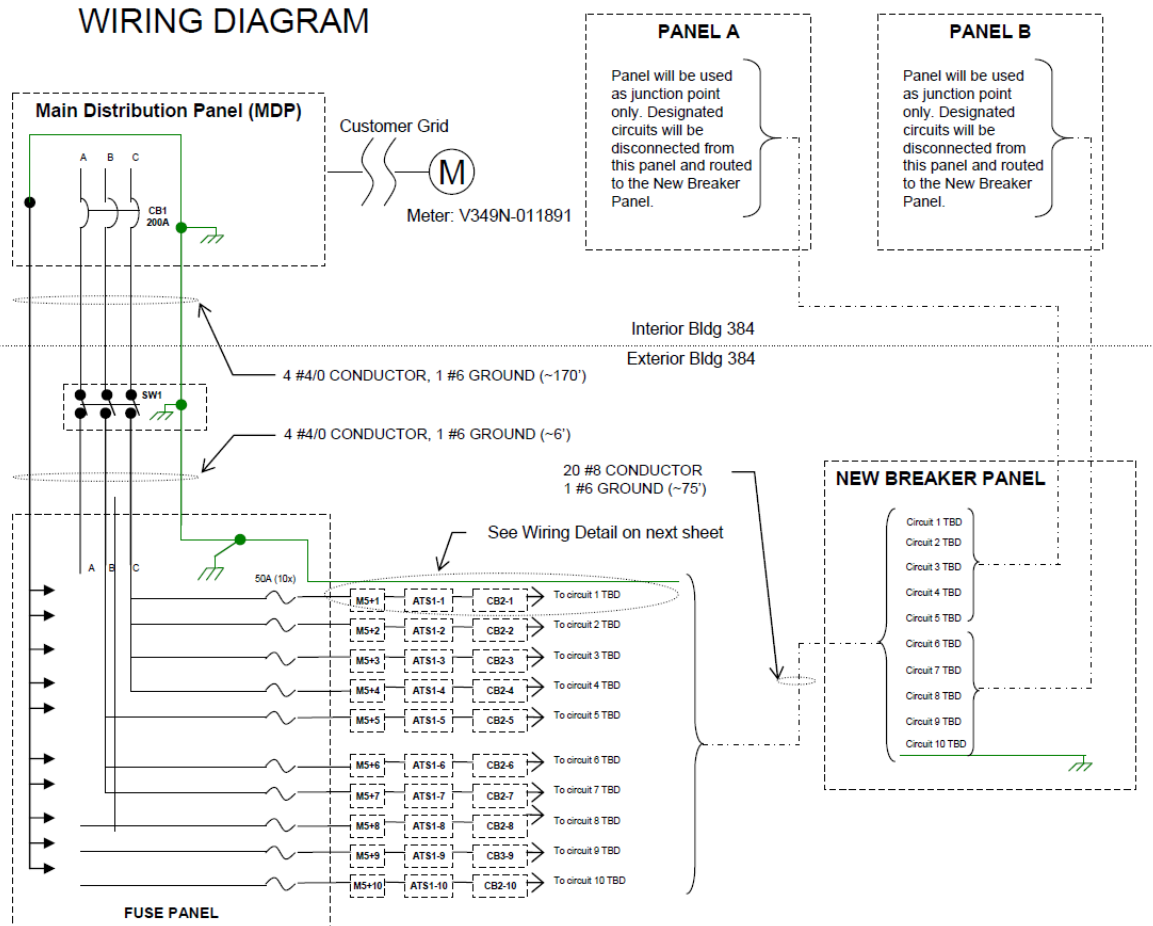 WIRING DIAGRAM
Main Distribution Panel (MDP)
A B C
CB1
200A
Customer Grid
M
Meter: V349N-011891
PANEL A
Panel will be used
as junction point
only. Designated
circuits will be
disconnected from
this panel and routed
to the New Breaker
Panel.
PANEL B
Panel will be used
as junction point
only. Designated
circuits will be
disconnected from
this panel and routed
to the New Breaker
Panel.
Interior Bldg 384
Exterior Bldg 384
4 #4/0 CONDUCTOR, 1 #6 GROUND (~170')
SW1
4 #4/0 CONDUCTOR, 1 #6 GROUND (~6')
20 #8 CONDUCTOR
1 #6 GROUND (~75')
See Wiring Detail on next sheet
A B C
50A (10x)
M5+1 ATS1-1 CB2-1 To circuit 1 TBD
M5+2 ATS1-2 CB2-2 To circuit 2 TBD
M5+3 ATS1-3 CB2-3 To circuit 3 TBD
M5+4 ATS1-4 CB2-4 To circuit 4 TBD
M5+5 ATS1-5 CB2-5 To circuit 5 TBD
M5+6 ATS1-6 CB2-6 To circuit 6 TBD
M5+7 ATS1-7 CB2-7 To circuit 7 TBD
M5+8 ATS1-8 CB2-8 To circuit 8 TBD
M5+9 ATS1-9 CB3-9 To circuit 9 TBD
M5+10 ATS1-10 CB2-10 To circuit 10 TBD
FUSE PANEL
NEW BREAKER PANEL
Circuit 1 TBD
Circuit 2 TBD
Circuit 3 TBD
Circuit 4 TBD
Circuit 5 TBD
Circuit 6 TBD
Circuit 7 TBD
Circuit 8 TBD
Circuit 9 TBD
Circuit 10 TBD